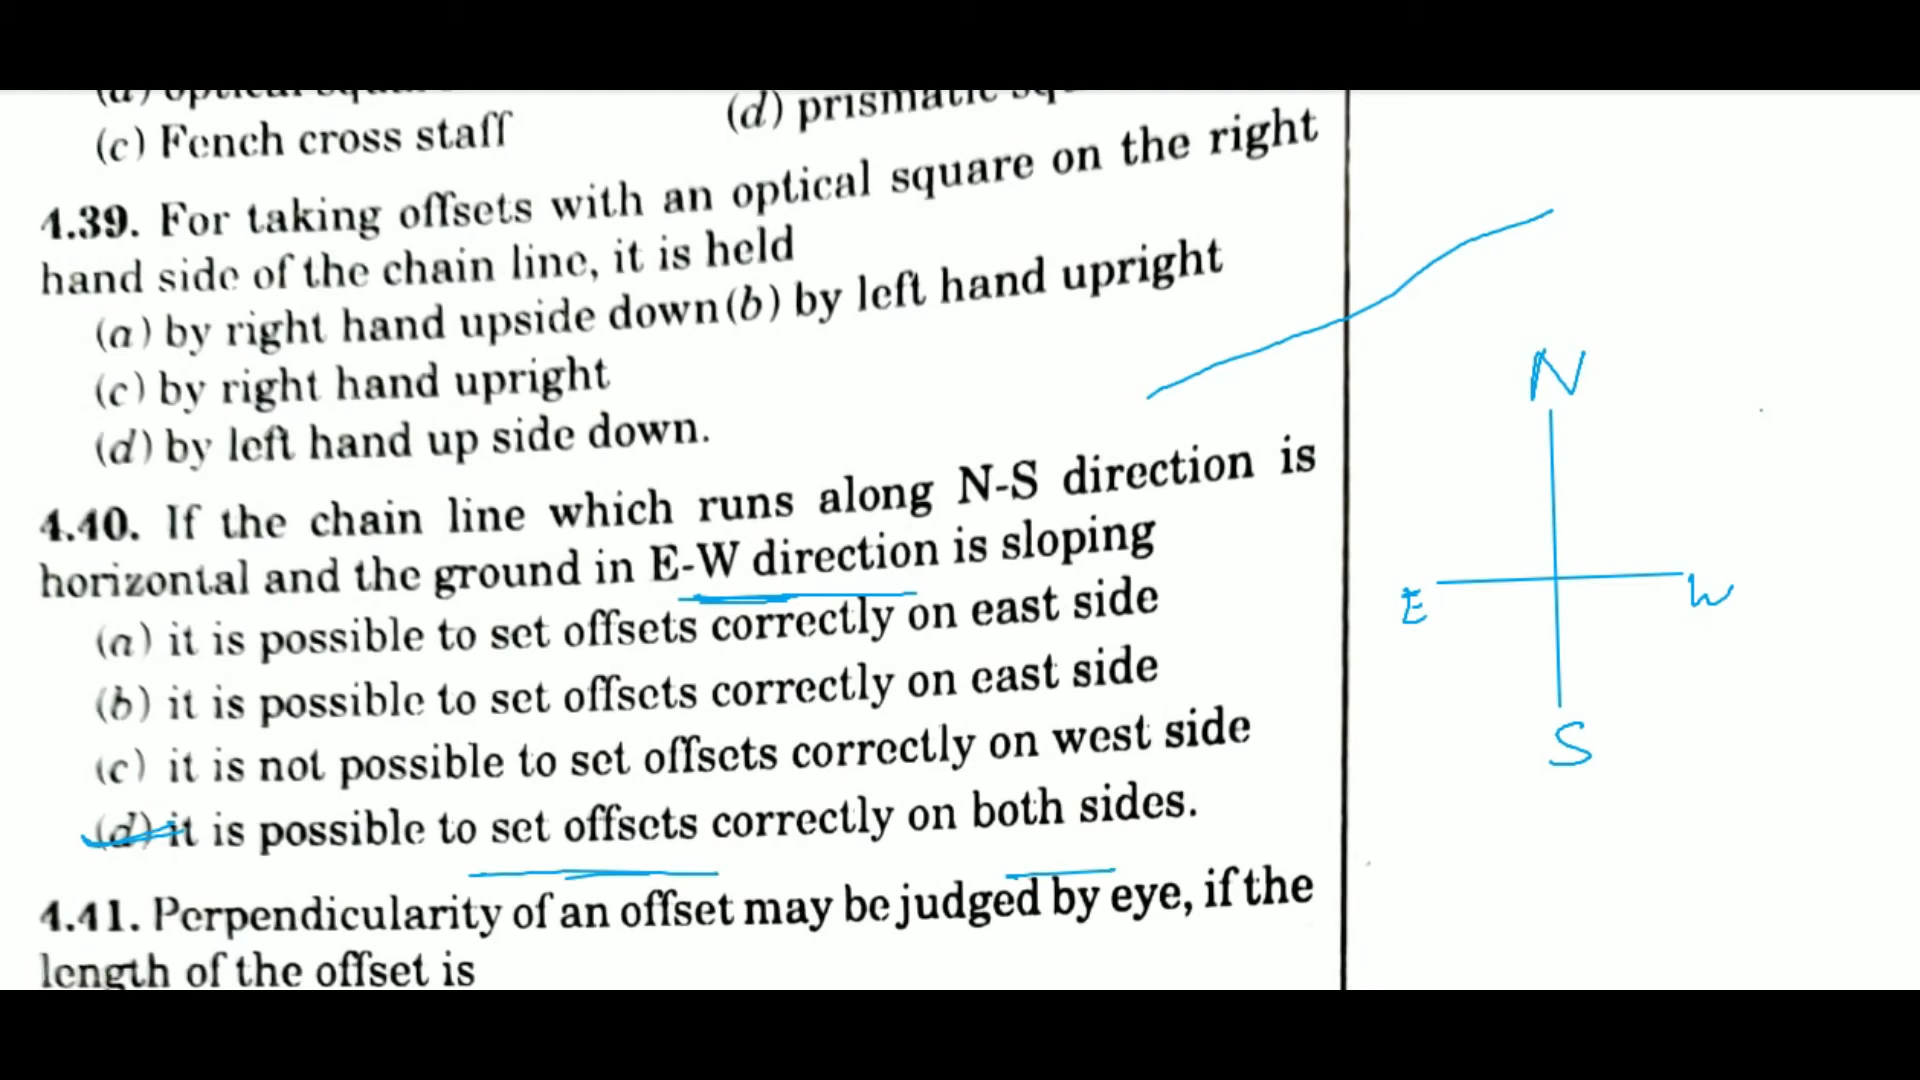 (c) Fench cross staff
(d) prismatic
4.39. For taking offsets with an optical square on the right
hand side of the chain line, it is held
(a) by right hand upside down (b) by left hand upright
(c) by right hand upright
(d) by left hand up side down.
4.40. If the chain line which runs along N-S direction is
horizontal and the ground in E-W direction is sloping
(a) it is possible to set offsets correctly on east side
(b) it is possible to set offsets correctly on east side
(c) it is not possible to set offsets correctly on west side
(d) it is possible to set offsets correctly on both sides.
4.41. Perpendicularity of an offset may be judged by eye, if the
length of the offset is
N
E
W
S